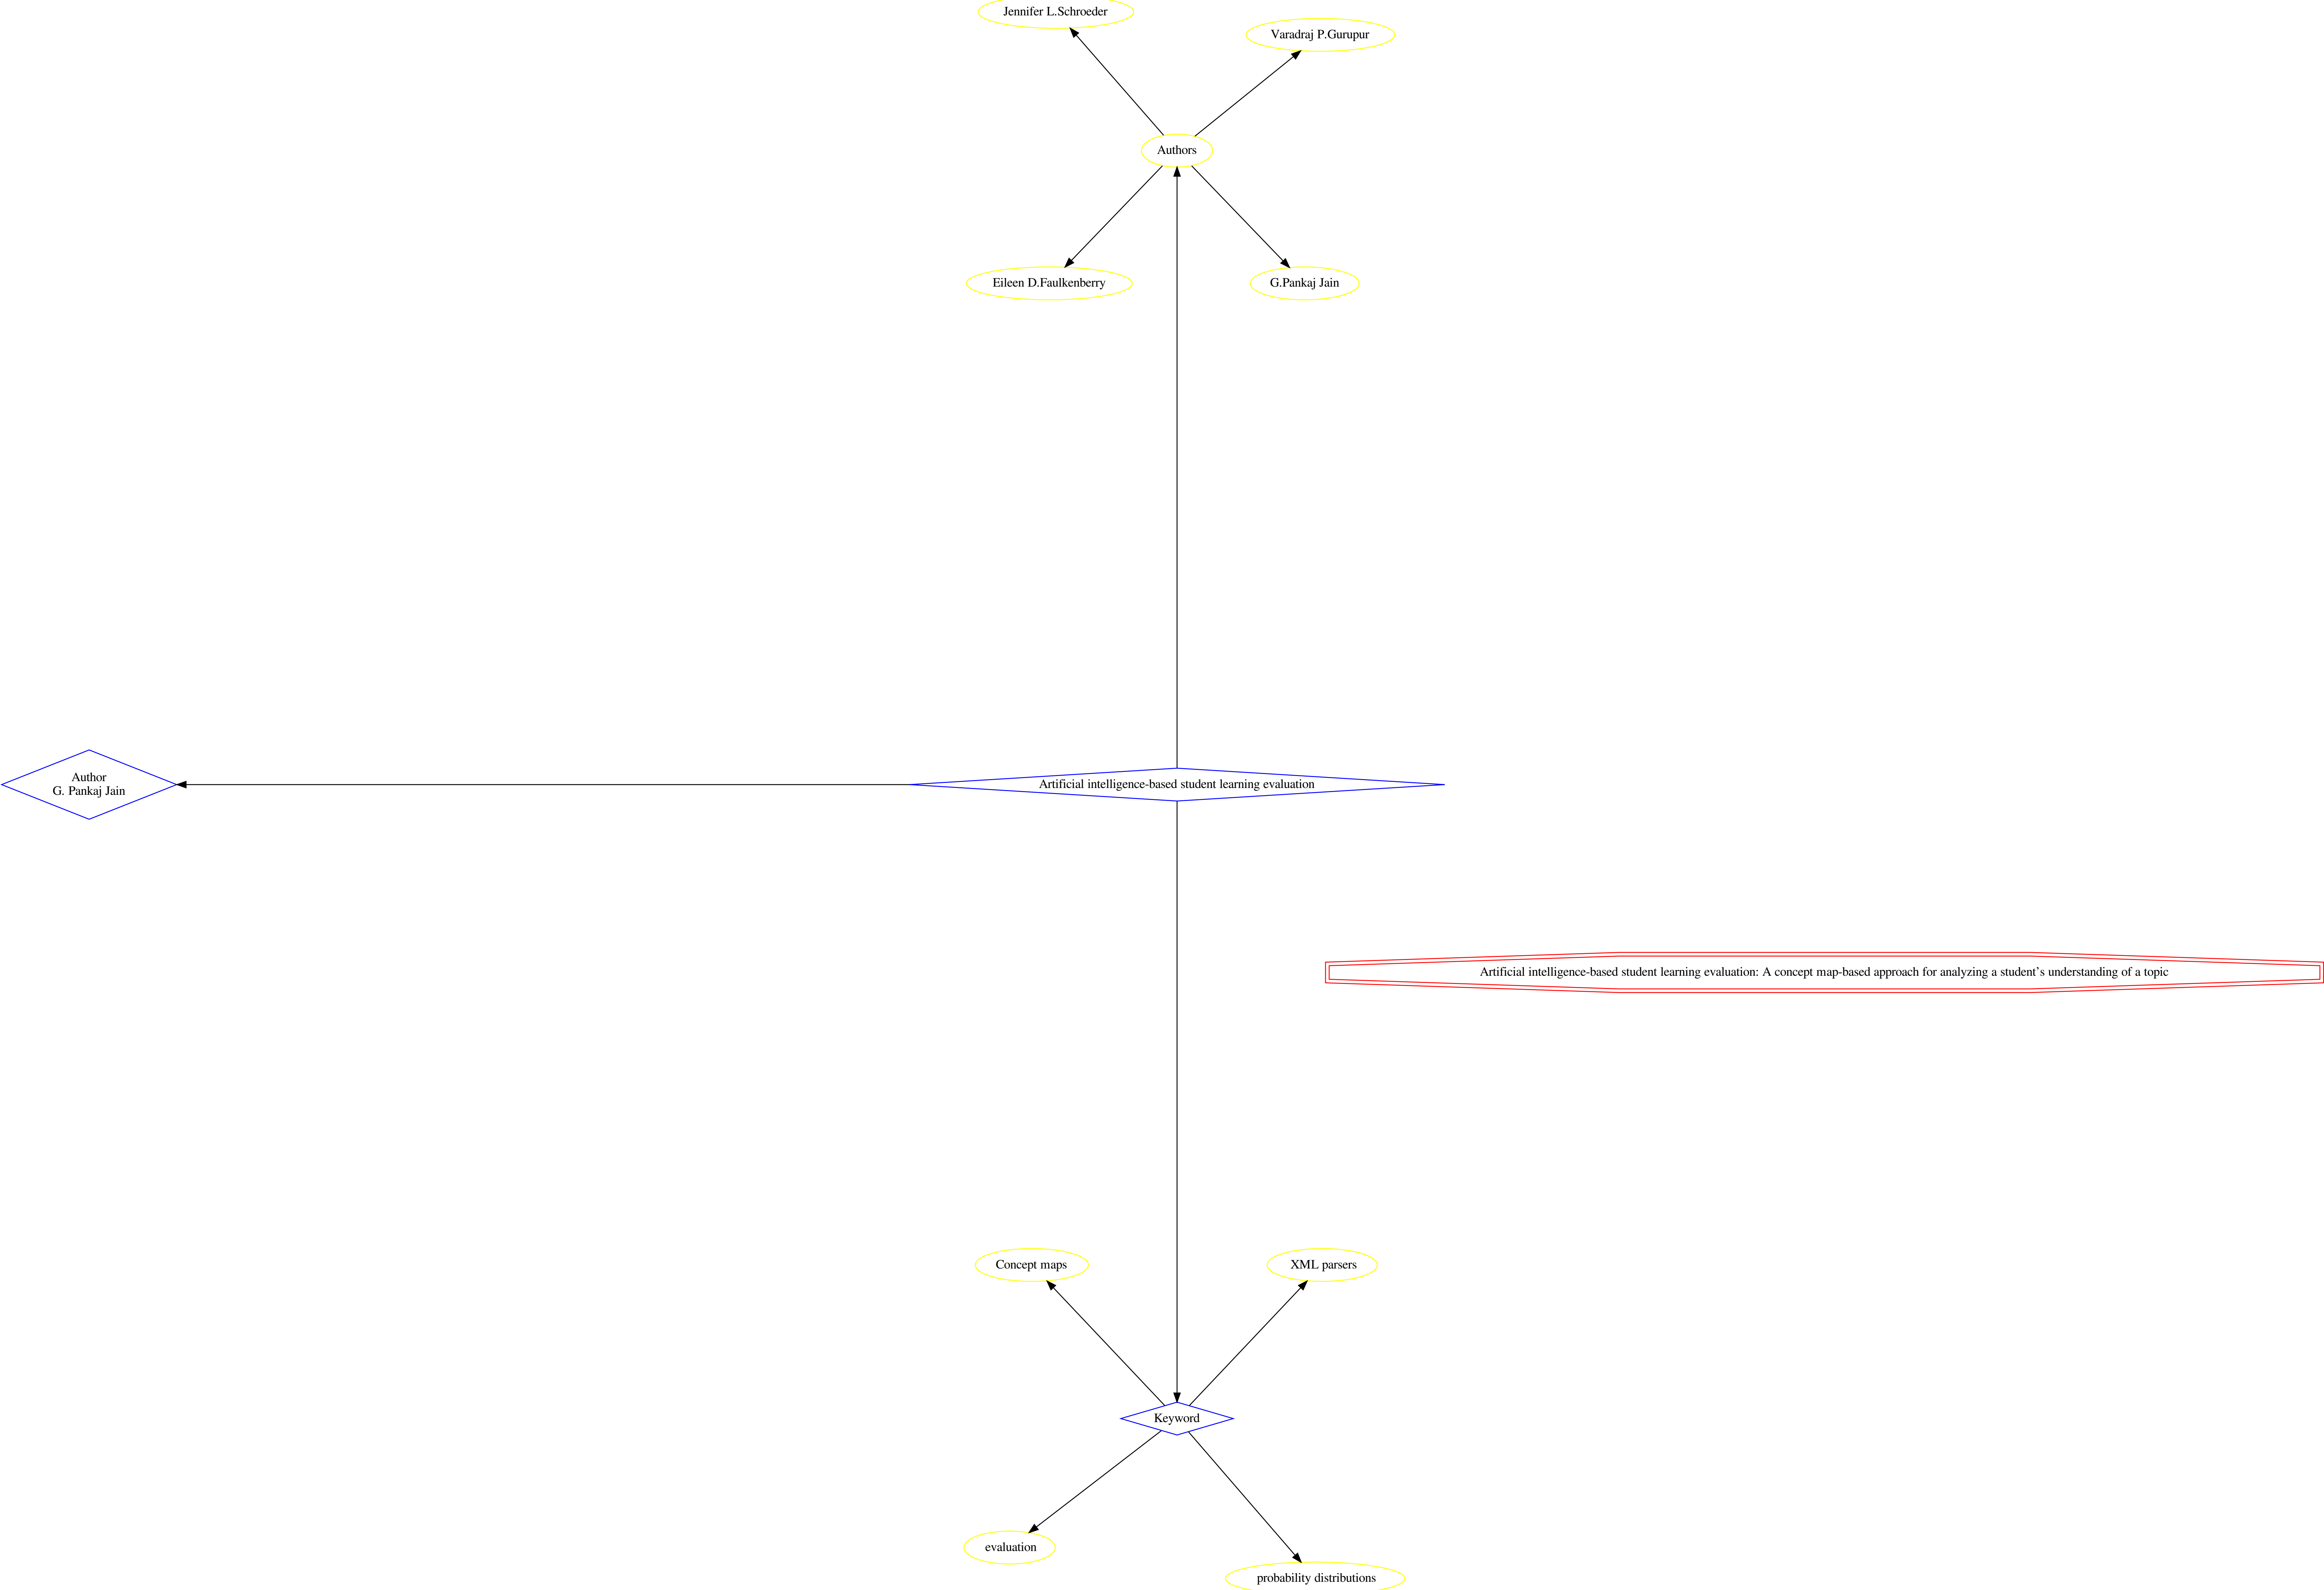 Jennifer L.Schroeder
Varadraj P.Gurupur
Authors
Eileen D.Faulkenberry
G.Pankaj Jain
Author
G. Pankaj Jain
Artificial intelligence-based student learning evaluation
Artificial intelligence-based student learning evaluation: A concept map-based approach for analyzing a student's understanding of a topic
Concept maps
XML parsers
Keyword
evaluation
probability distributions